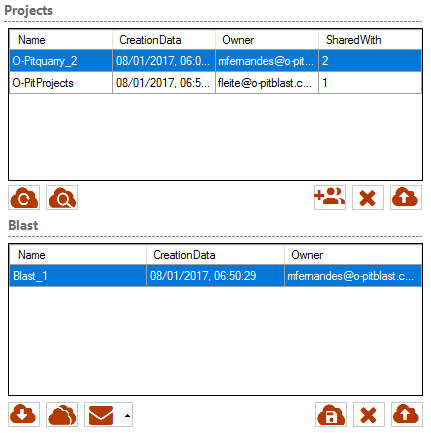 Projects
Name CreationData Owner SharedWith
O-Pitquarry_2 08/01/2017, 06:0... mfernandes@o-pit... 2
O-PitProjects 08/01/2017, 06:5... fleite@o-pitblast.c... 1
Blast
Name CreationData Owner
Blast_1 08/01/2017, 06:50:29 mfernandes@o-pitblast.c...